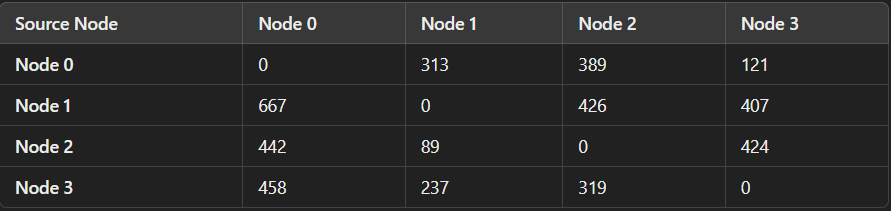 Source Node Node 0 Node 1 Node 2 Node 3
Node 0 0 313 389 121
Node 1 667 0 426 407
Node 2 442 89 0 424
Node 3 458 237 319 0